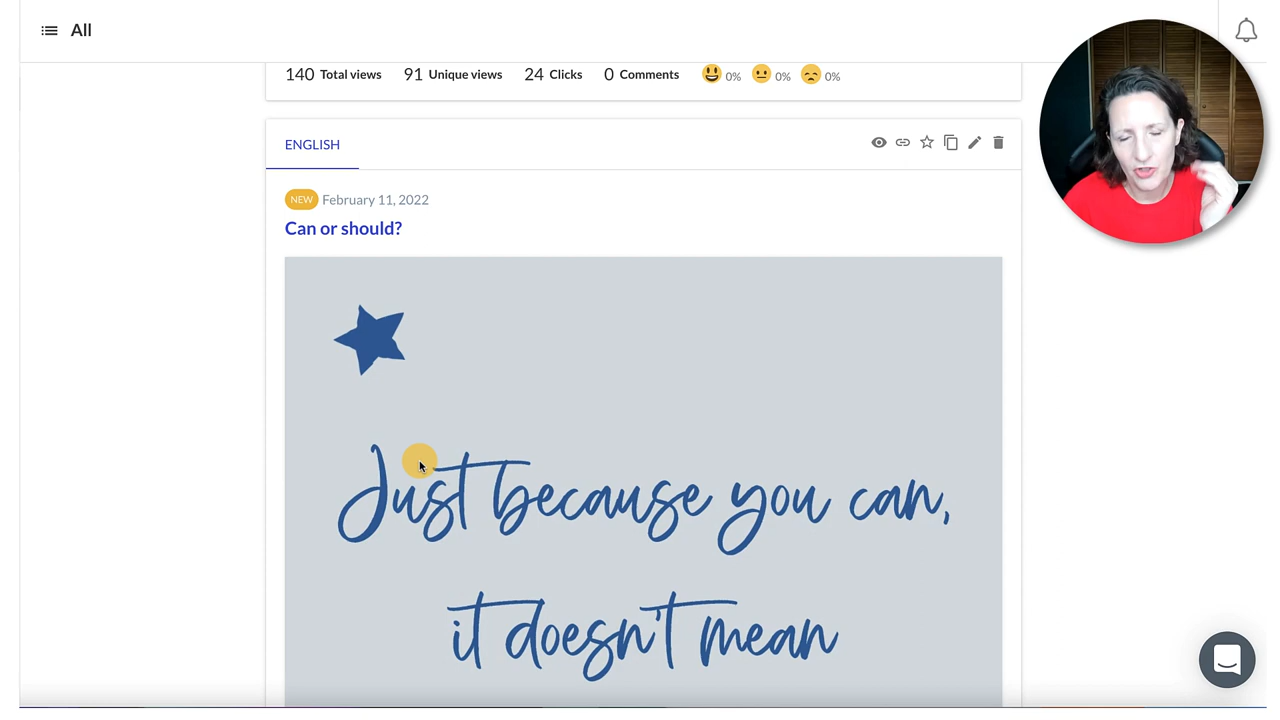 All
140 Total views 91 Unique views 24 Clicks 0 Comments 0% 0% 0%
ENGLISH
NEW February 11, 2022
Can or should?
Just because you can,
it doesn't mean